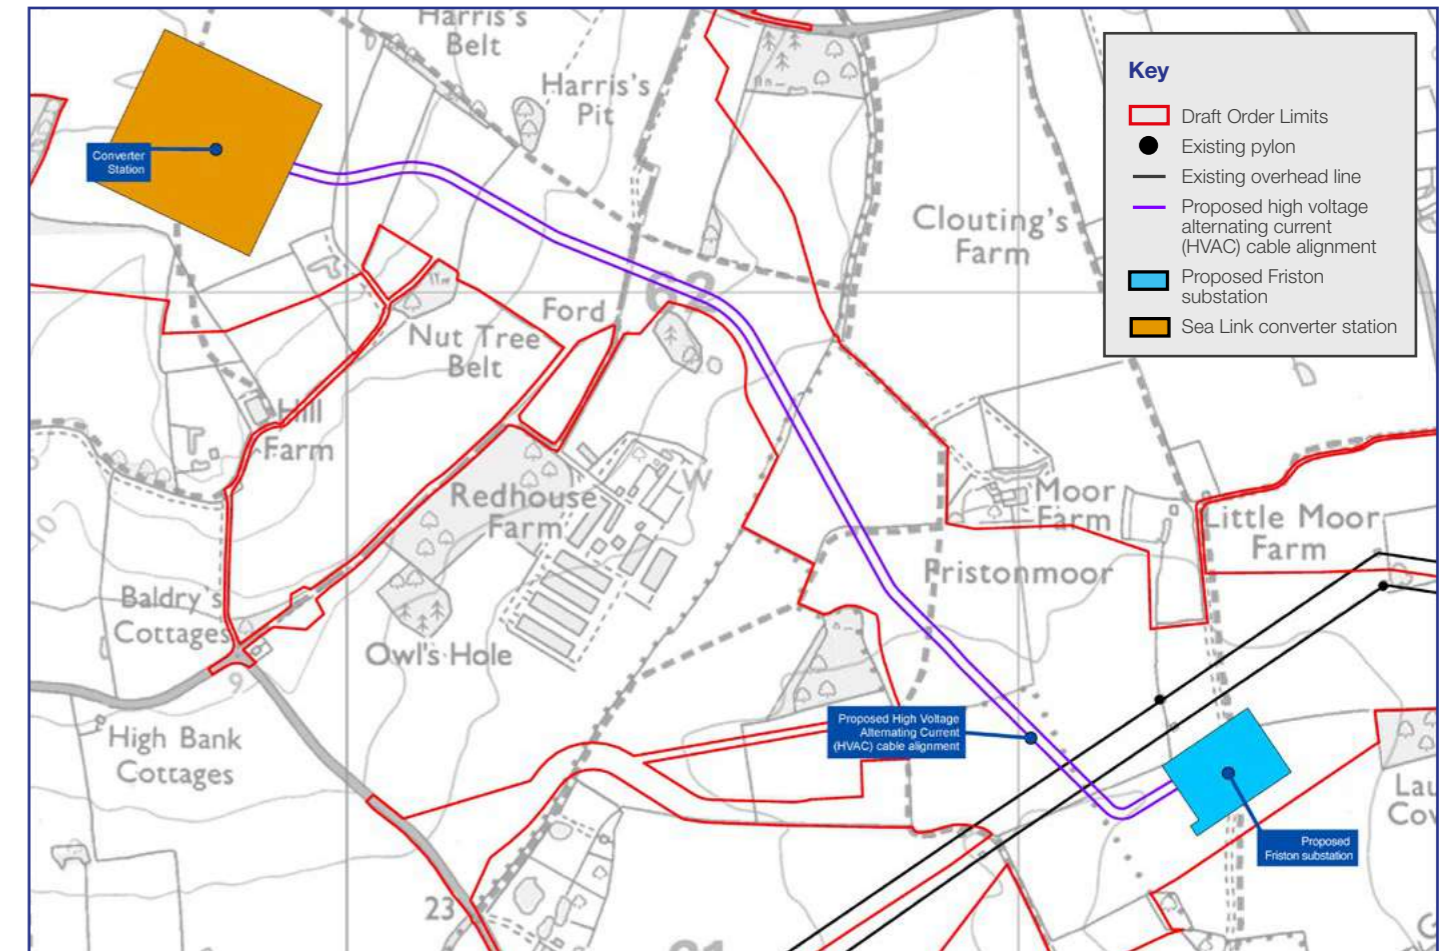 Harris's
Belt
Harris's
Pit
Key
Draft Order Limits
Existing pylon
Existing overhead line
Proposed high voltage
alternating current
(HVAC) cable alignment
Proposed Friston
substation
Sea Link converter station
Converter
Station
Clouting's
Farm
62
Ford
Nut Tree
Belt
Hill
Farm
Redhouse
Farm
W
Moor
Farm
Little Moor
Farm
Fristonmoor
10
Baldry's
Cottages
Owl's Hole
9
High Bank
Cottages
Proposed High Voltage
Alternating Current
(HVAC) cable alignment
Proposed
Friston substation
23